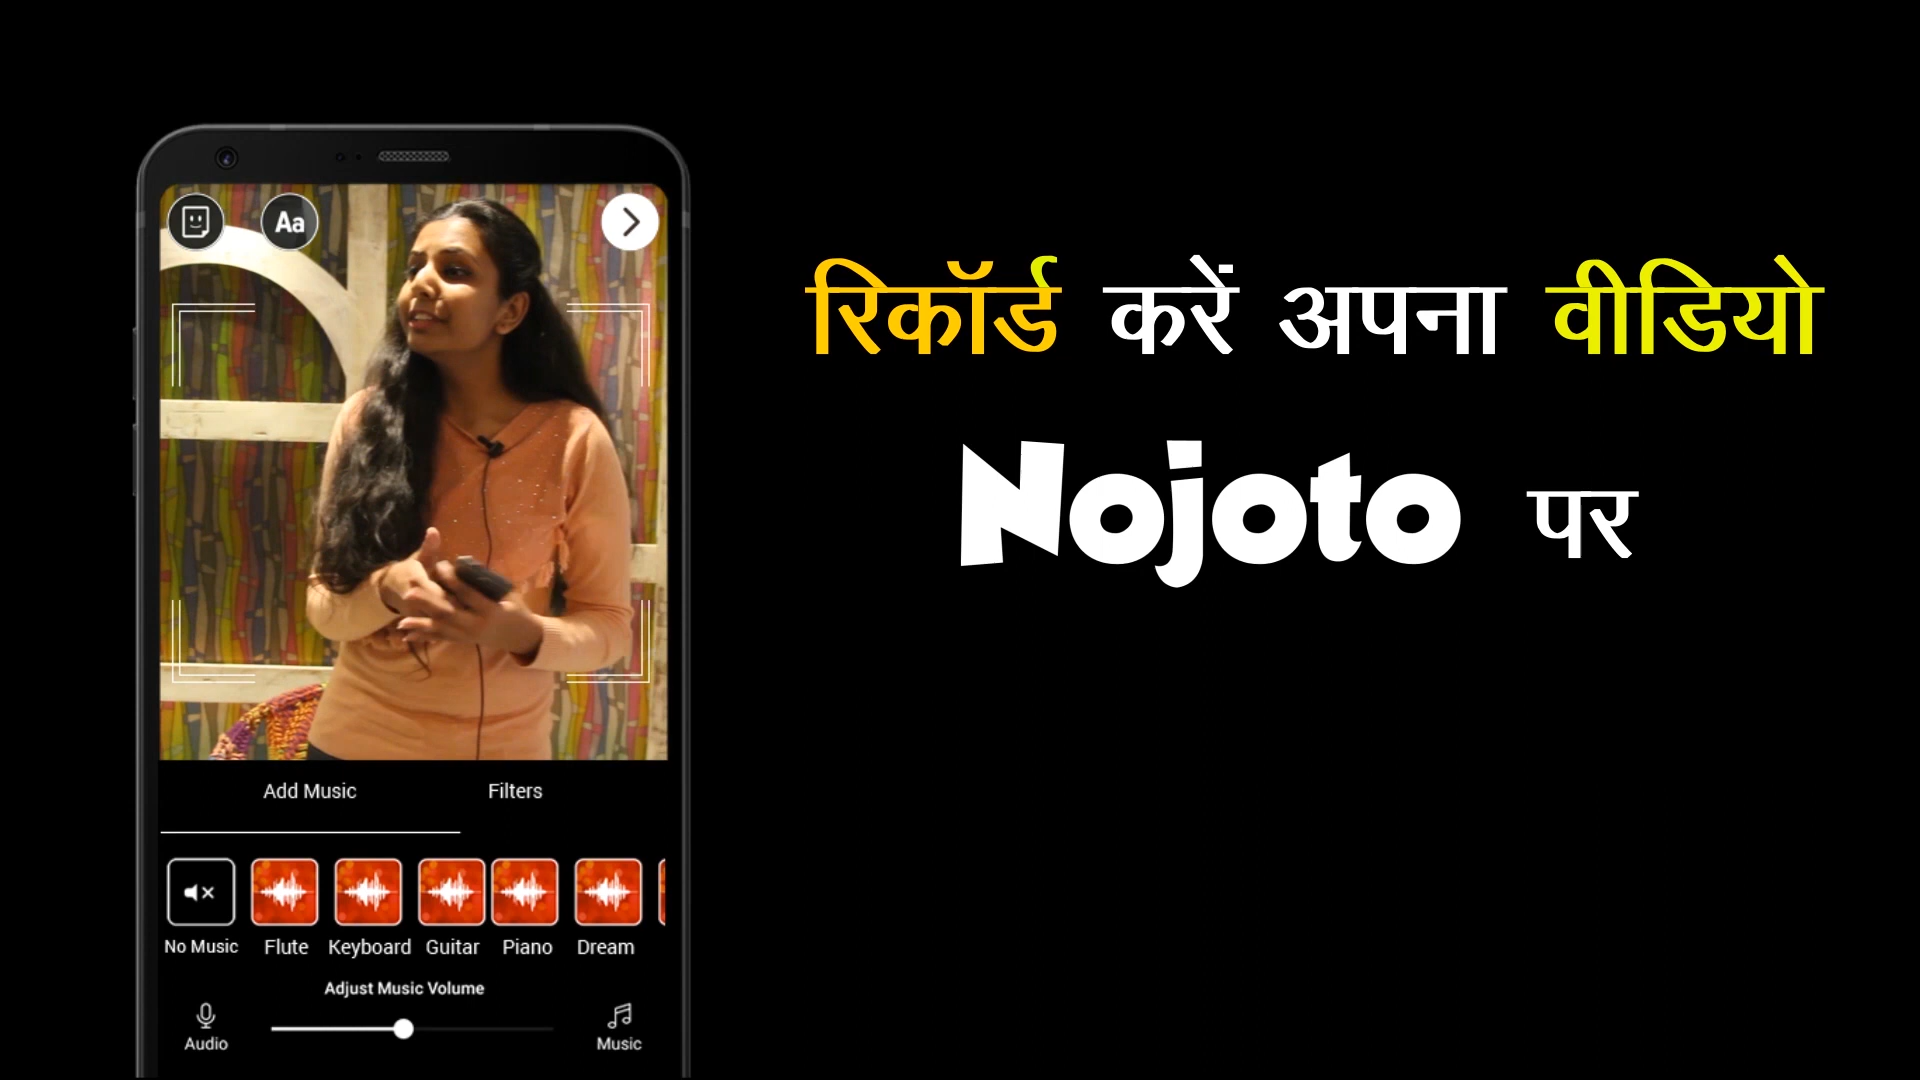 Aa
रिकॉर्ड करें अपना वीडियो
Nojoto पर
Add Music Filters
No Music Flute Keyboard Guitar Piano Dream
Adjust Music Volume
Audio Music